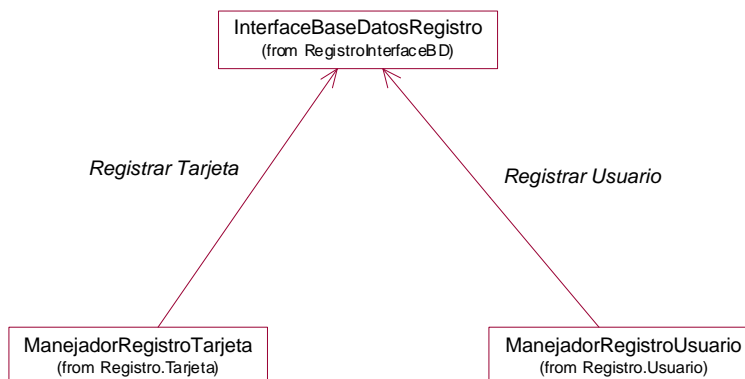 InterfaceBaseDatosRegistro
(from RegistroInterfaceBD)
Registrar Tarjeta
Registrar Usuario
ManejadorRegistroTarjeta
(from Registro.Tarjeta)
ManejadorRegistroUsuario
(from Registro.Usuario)